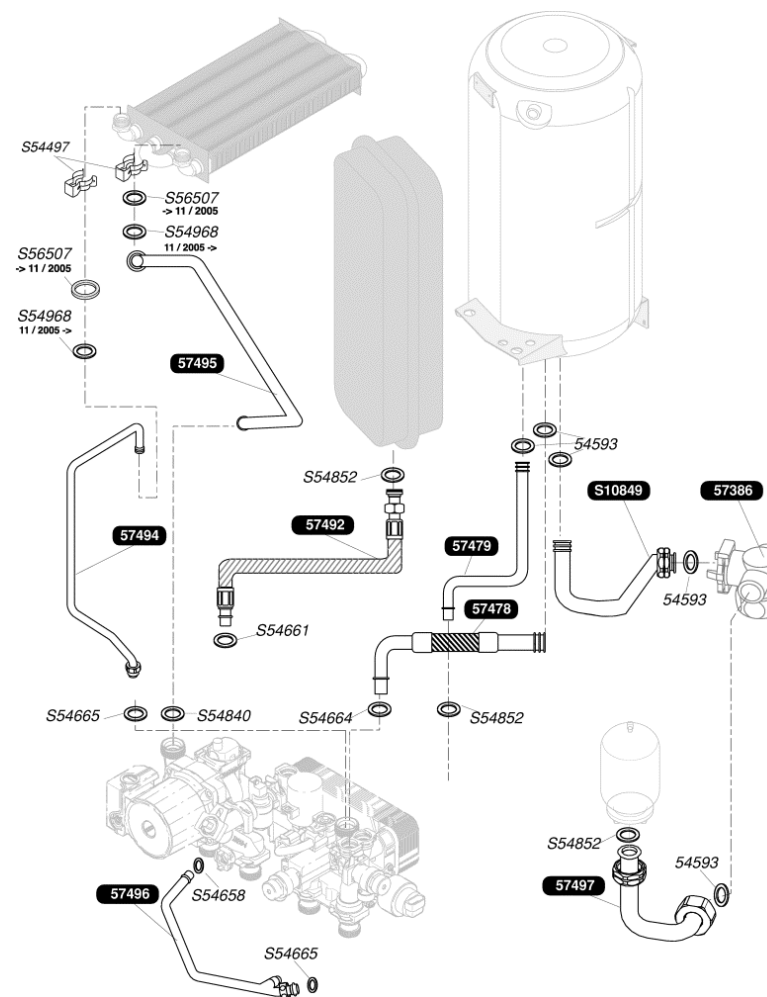 S54497
S56507
-> 11 / 2005
S54968
11 / 2005 ->
S56507
-> 11 / 2005
S54968
11 / 2005 ->
57495
54593
S54852
S10849
57386
57492
57494
57479
54593
57478
S54661
S54665
S54840
S54664
S54852
S54852
54593
57497
57496
S54658
S54665